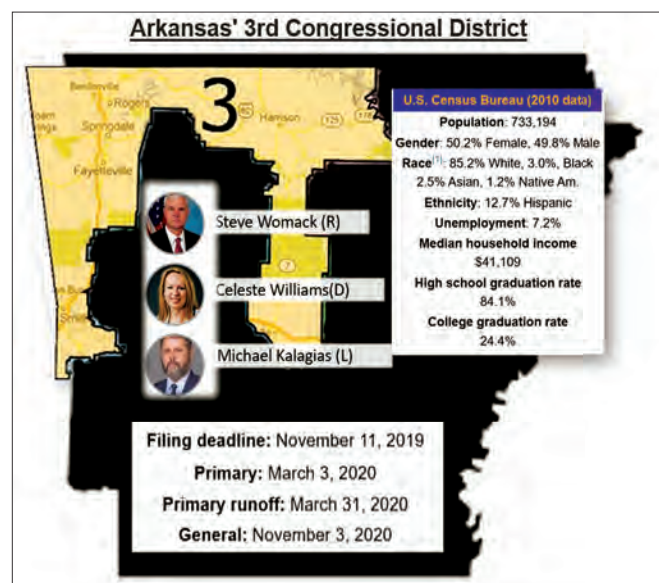 Arkansas' 3rd Congressional District
3
Rogers
Springdale
Fayetteville
Harrison
7
Steve Womack (R)
Celeste Williams(D)
Michael Kalagias (L)
U.S. Census Bureau (2010 data)
Population: 733,194
Gender: 50.2% Female, 49.8% Male
Race[1]: 85.2% White, 3.0%, Black
2.5% Asian, 1.2% Native Am.
Ethnicity: 12.7% Hispanic
Unemployment: 7.2%
Median household income
$41,109
High school graduation rate
84.1%
College graduation rate
24.4%
Filing deadline: November 11, 2019
Primary: March 3, 2020
Primary runoff: March 31, 2020
General: November 3, 2020